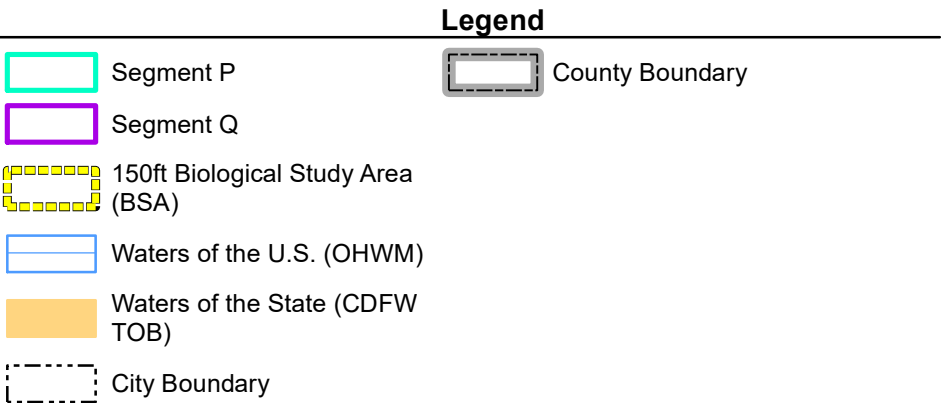 Legend
Segment P
Segment Q
150ft Biological Study Area
(BSA)
Waters of the U.S. (OHWM)
Waters of the State (CDFW
TOB)
City Boundary
County Boundary